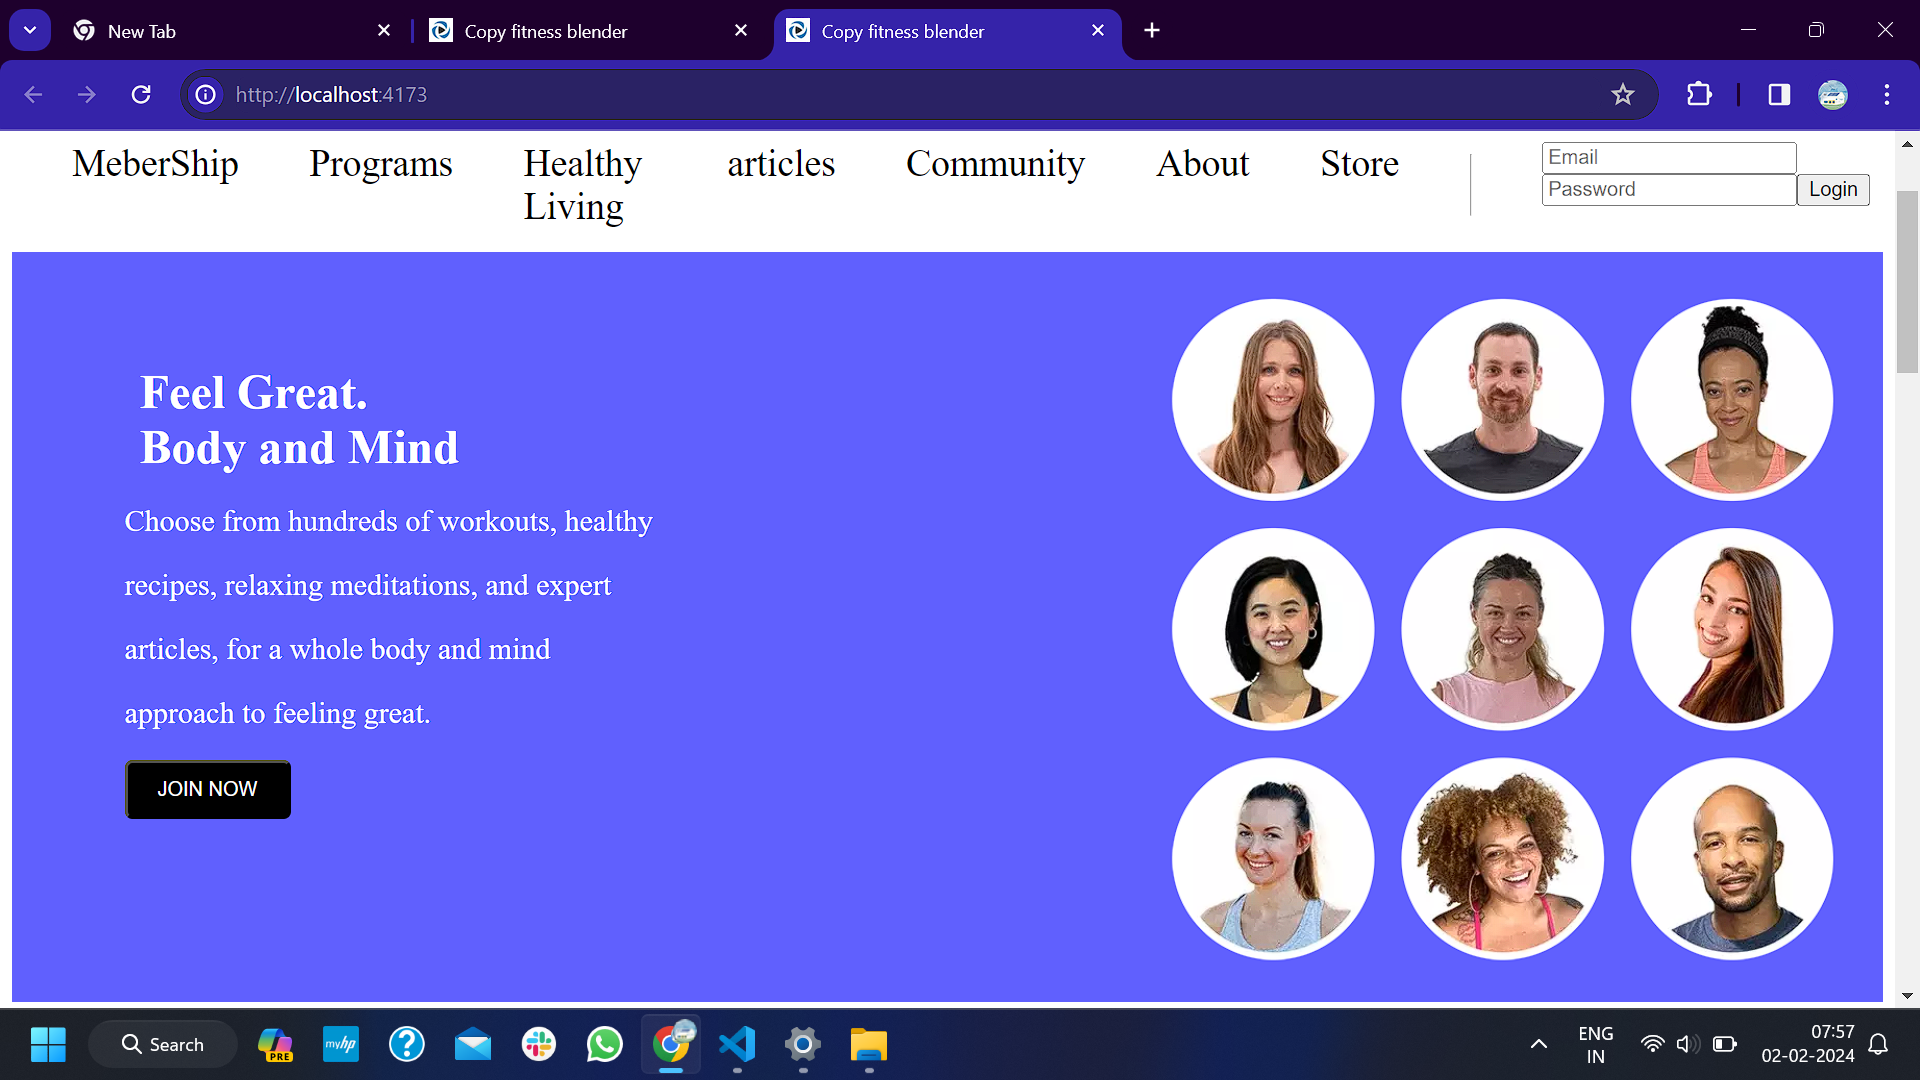 New Tab
Copy fitness blender
Copy fitness blender
http://localhost:4173
MeberShip Programs Healthy Living articles Community About Store
Email
Password Login
Feel Great.
Body and Mind
Choose from hundreds of workouts, healthy
recipes, relaxing meditations, and expert
articles, for a whole body and mind
approach to feeling great.
JOIN NOW
Search
PRE
myhp
ENG
IN
07:57
02-02-2024